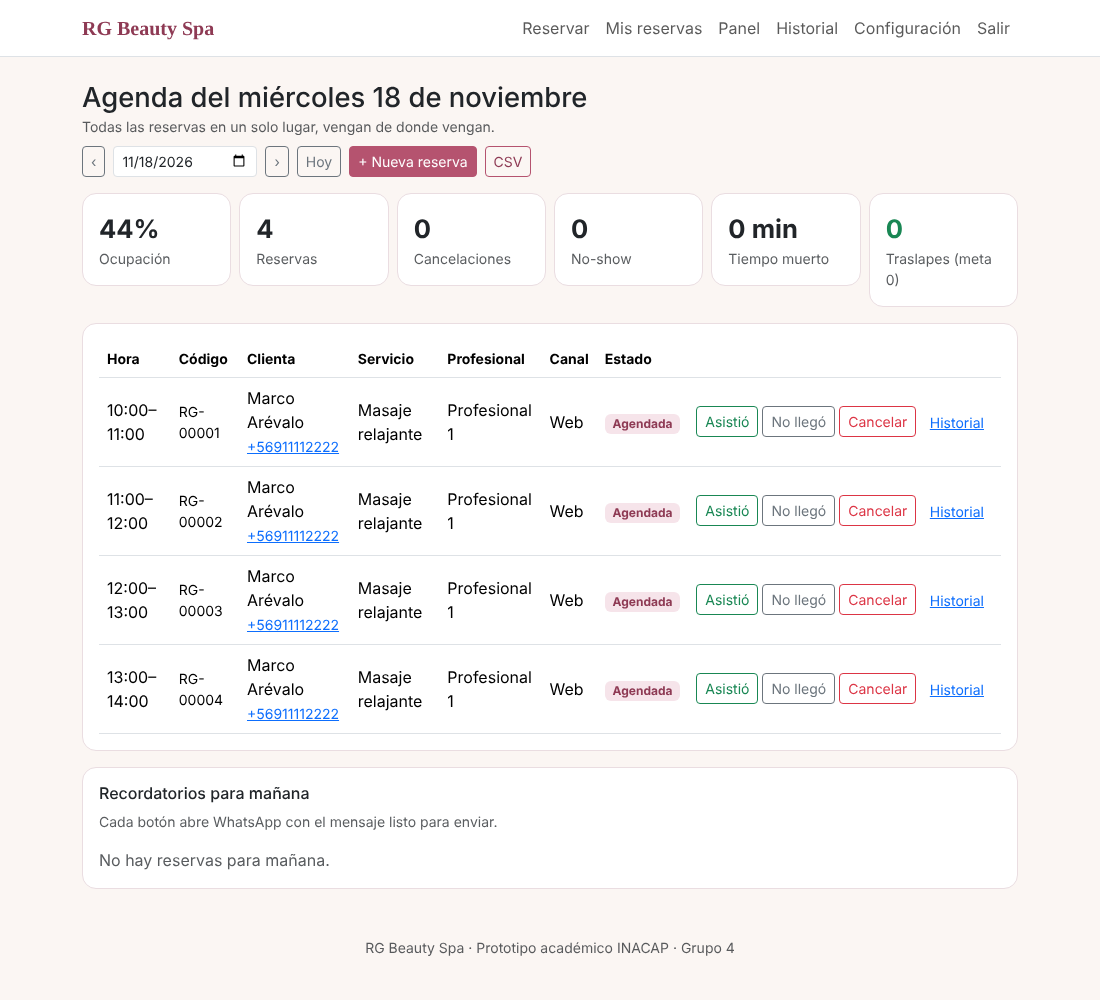 RG Beauty Spa
Reservar Mis reservas Panel Historial Configuración Salir
Agenda del miércoles 18 de noviembre
Todas las reservas en un solo lugar, vengan de donde vengan.
‹ 11/18/2026 › Hoy + Nueva reserva CSV
44%
Ocupación
4
Reservas
0
Cancelaciones
0
No-show
0 min
Tiempo muerto
0
Traslapes (meta
0)
Hora Código Clienta Servicio Profesional Canal Estado
10:00–
11:00
RG-
00001
Marco
Arévalo
+56911112222
Masaje
relajante
Profesional
1
Web
Agendada
Asistió No llegó Cancelar Historial
11:00–
12:00
RG-
00002
Marco
Arévalo
+56911112222
Masaje
relajante
Profesional
1
Web
Agendada
Asistió No llegó Cancelar Historial
12:00–
13:00
RG-
00003
Marco
Arévalo
+56911112222
Masaje
relajante
Profesional
1
Web
Agendada
Asistió No llegó Cancelar Historial
13:00–
14:00
RG-
00004
Marco
Arévalo
+56911112222
Masaje
relajante
Profesional
1
Web
Agendada
Asistió No llegó Cancelar Historial
Recordatorios para mañana
Cada botón abre WhatsApp con el mensaje listo para enviar.
No hay reservas para mañana.
RG Beauty Spa · Prototipo académico INACAP · Grupo 4